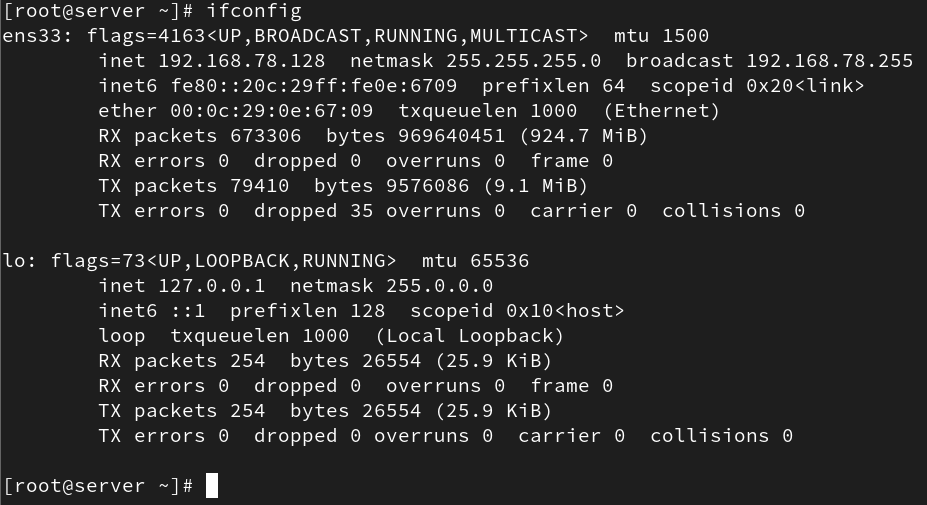 [root@server ~]# ifconfig
ens33: flags=4163<UP,BROADCAST,RUNNING,MULTICAST>  mtu 1500
        inet 192.168.78.128  netmask 255.255.255.0  broadcast 192.168.78.255
        inet6 fe80::20c:29ff:fe0e:6709  prefixlen 64  scopeid 0x20<link>
        ether 00:0c:29:0e:67:09  txqueuelen 1000  (Ethernet)
        RX packets 673306  bytes 969640451 (924.7 MiB)
        RX errors 0  dropped 0  overruns 0  frame 0
        TX packets 79410  bytes 9576086 (9.1 MiB)
        TX errors 0  dropped 35 overruns 0  carrier 0  collisions 0

lo: flags=73<UP,LOOPBACK,RUNNING>  mtu 65536
        inet 127.0.0.1  netmask 255.0.0.0
        inet6 ::1  prefixlen 128  scopeid 0x10<host>
        loop  txqueuelen 1000  (Local Loopback)
        RX packets 254  bytes 26554 (25.9 KiB)
        RX errors 0  dropped 0  overruns 0  frame 0
        TX packets 254  bytes 26554 (25.9 KiB)
        TX errors 0  dropped 0 overruns 0  carrier 0  collisions 0

[root@server ~]#